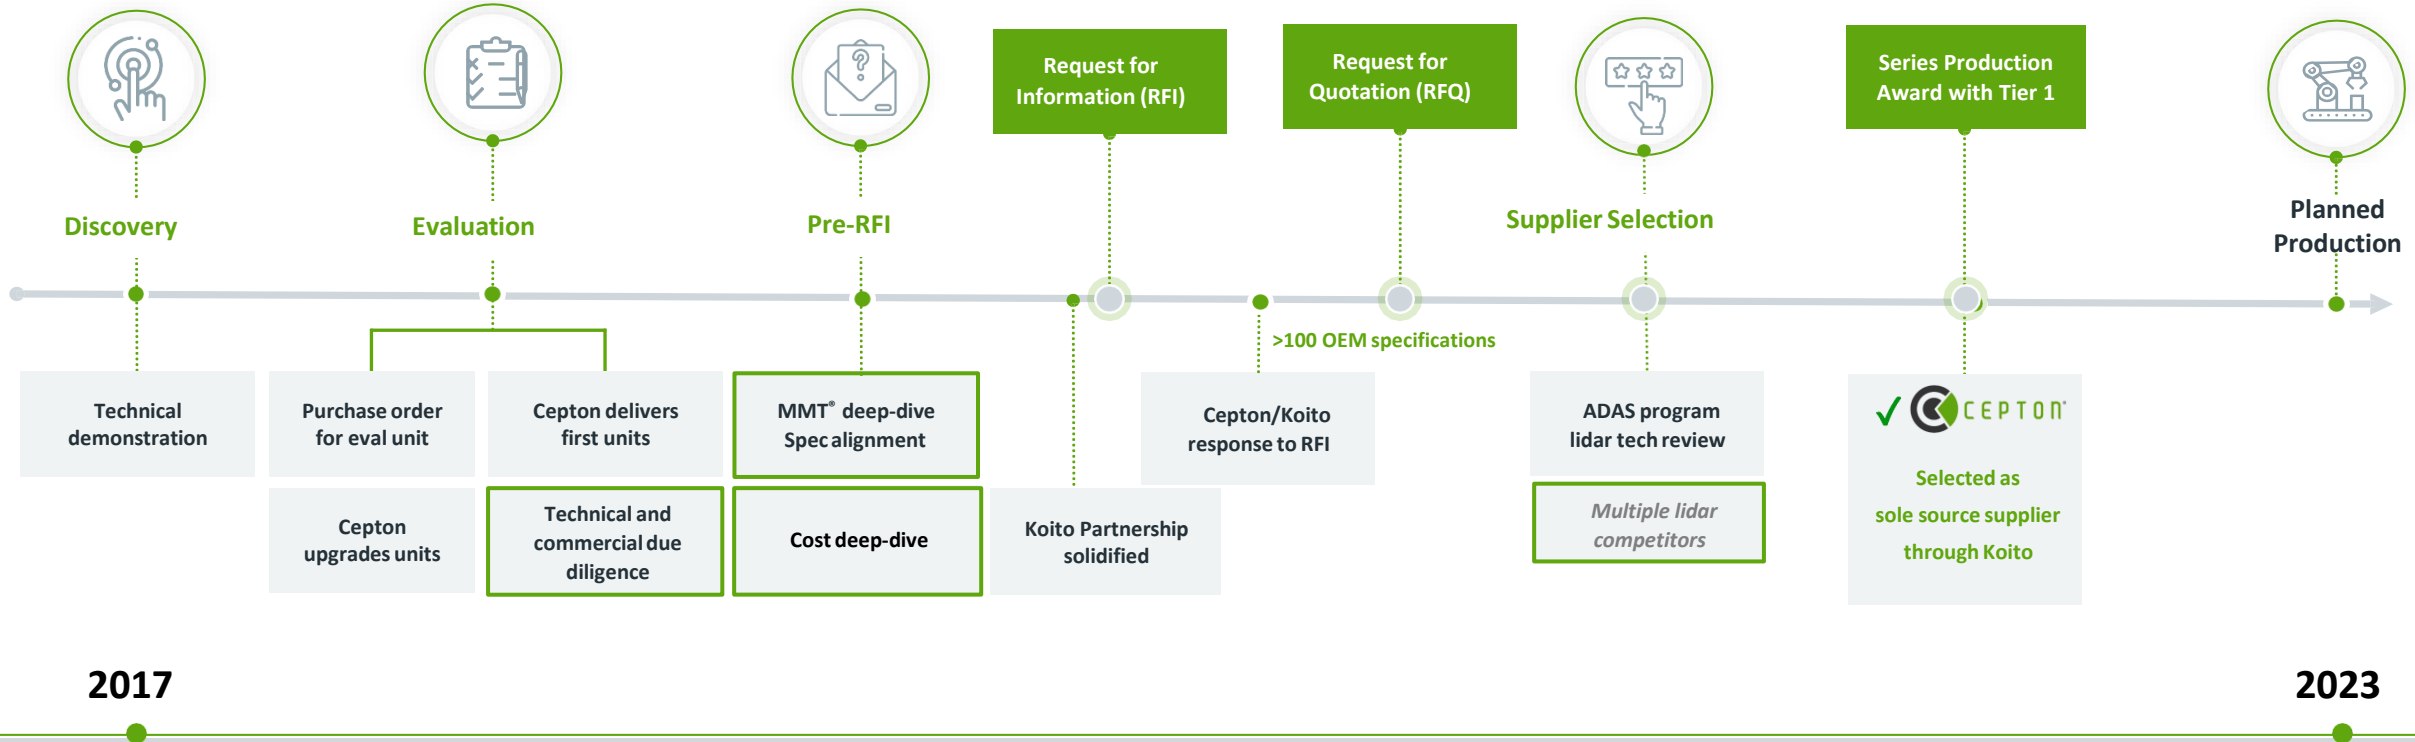 Request for
Information (RFI)
Request for
Quotation (RFQ)
Series Production
Award with Tier 1
Discovery
Evaluation
Pre-RFI
Supplier Selection
Planned
Production
>100 OEM specifications
Technical
demonstration
Purchase order
for eval unit
Cepton delivers
first units
MMT® deep-dive
Spec alignment
Cepton/Koito
response to RFI
ADAS program
lidar tech review
CEPTON®
Selected as
sole source supplier
through Koito
Cepton
upgrades units
Technical and
commercial due
diligence
Cost deep-dive
Koito Partnership
solidified
Multiple lidar
competitors
2017
2023